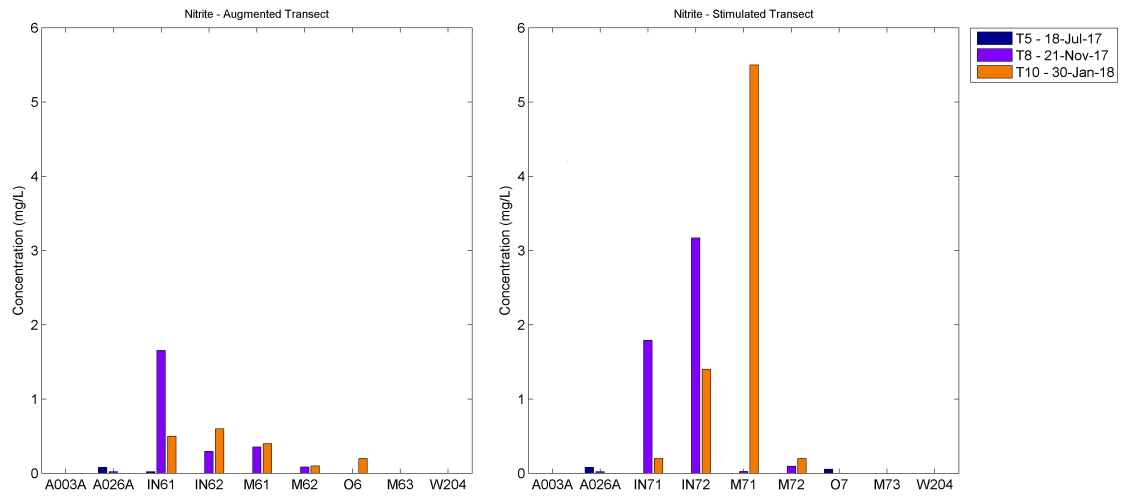 Nitrite - Augmented Transect
6
5
4
3
2
1
0
Concentration (mg/L)
A003A A026A IN61 IN62 M61 M62 O6 M63 W204
Nitrite - Stimulated Transect
6
5
4
3
2
1
0
Concentration (mg/L)
A003A A026A IN71 IN72 M71 M72 O7 M73 W204
T5 - 18-Jul-17
T8 - 21-Nov-17
T10 - 30-Jan-18